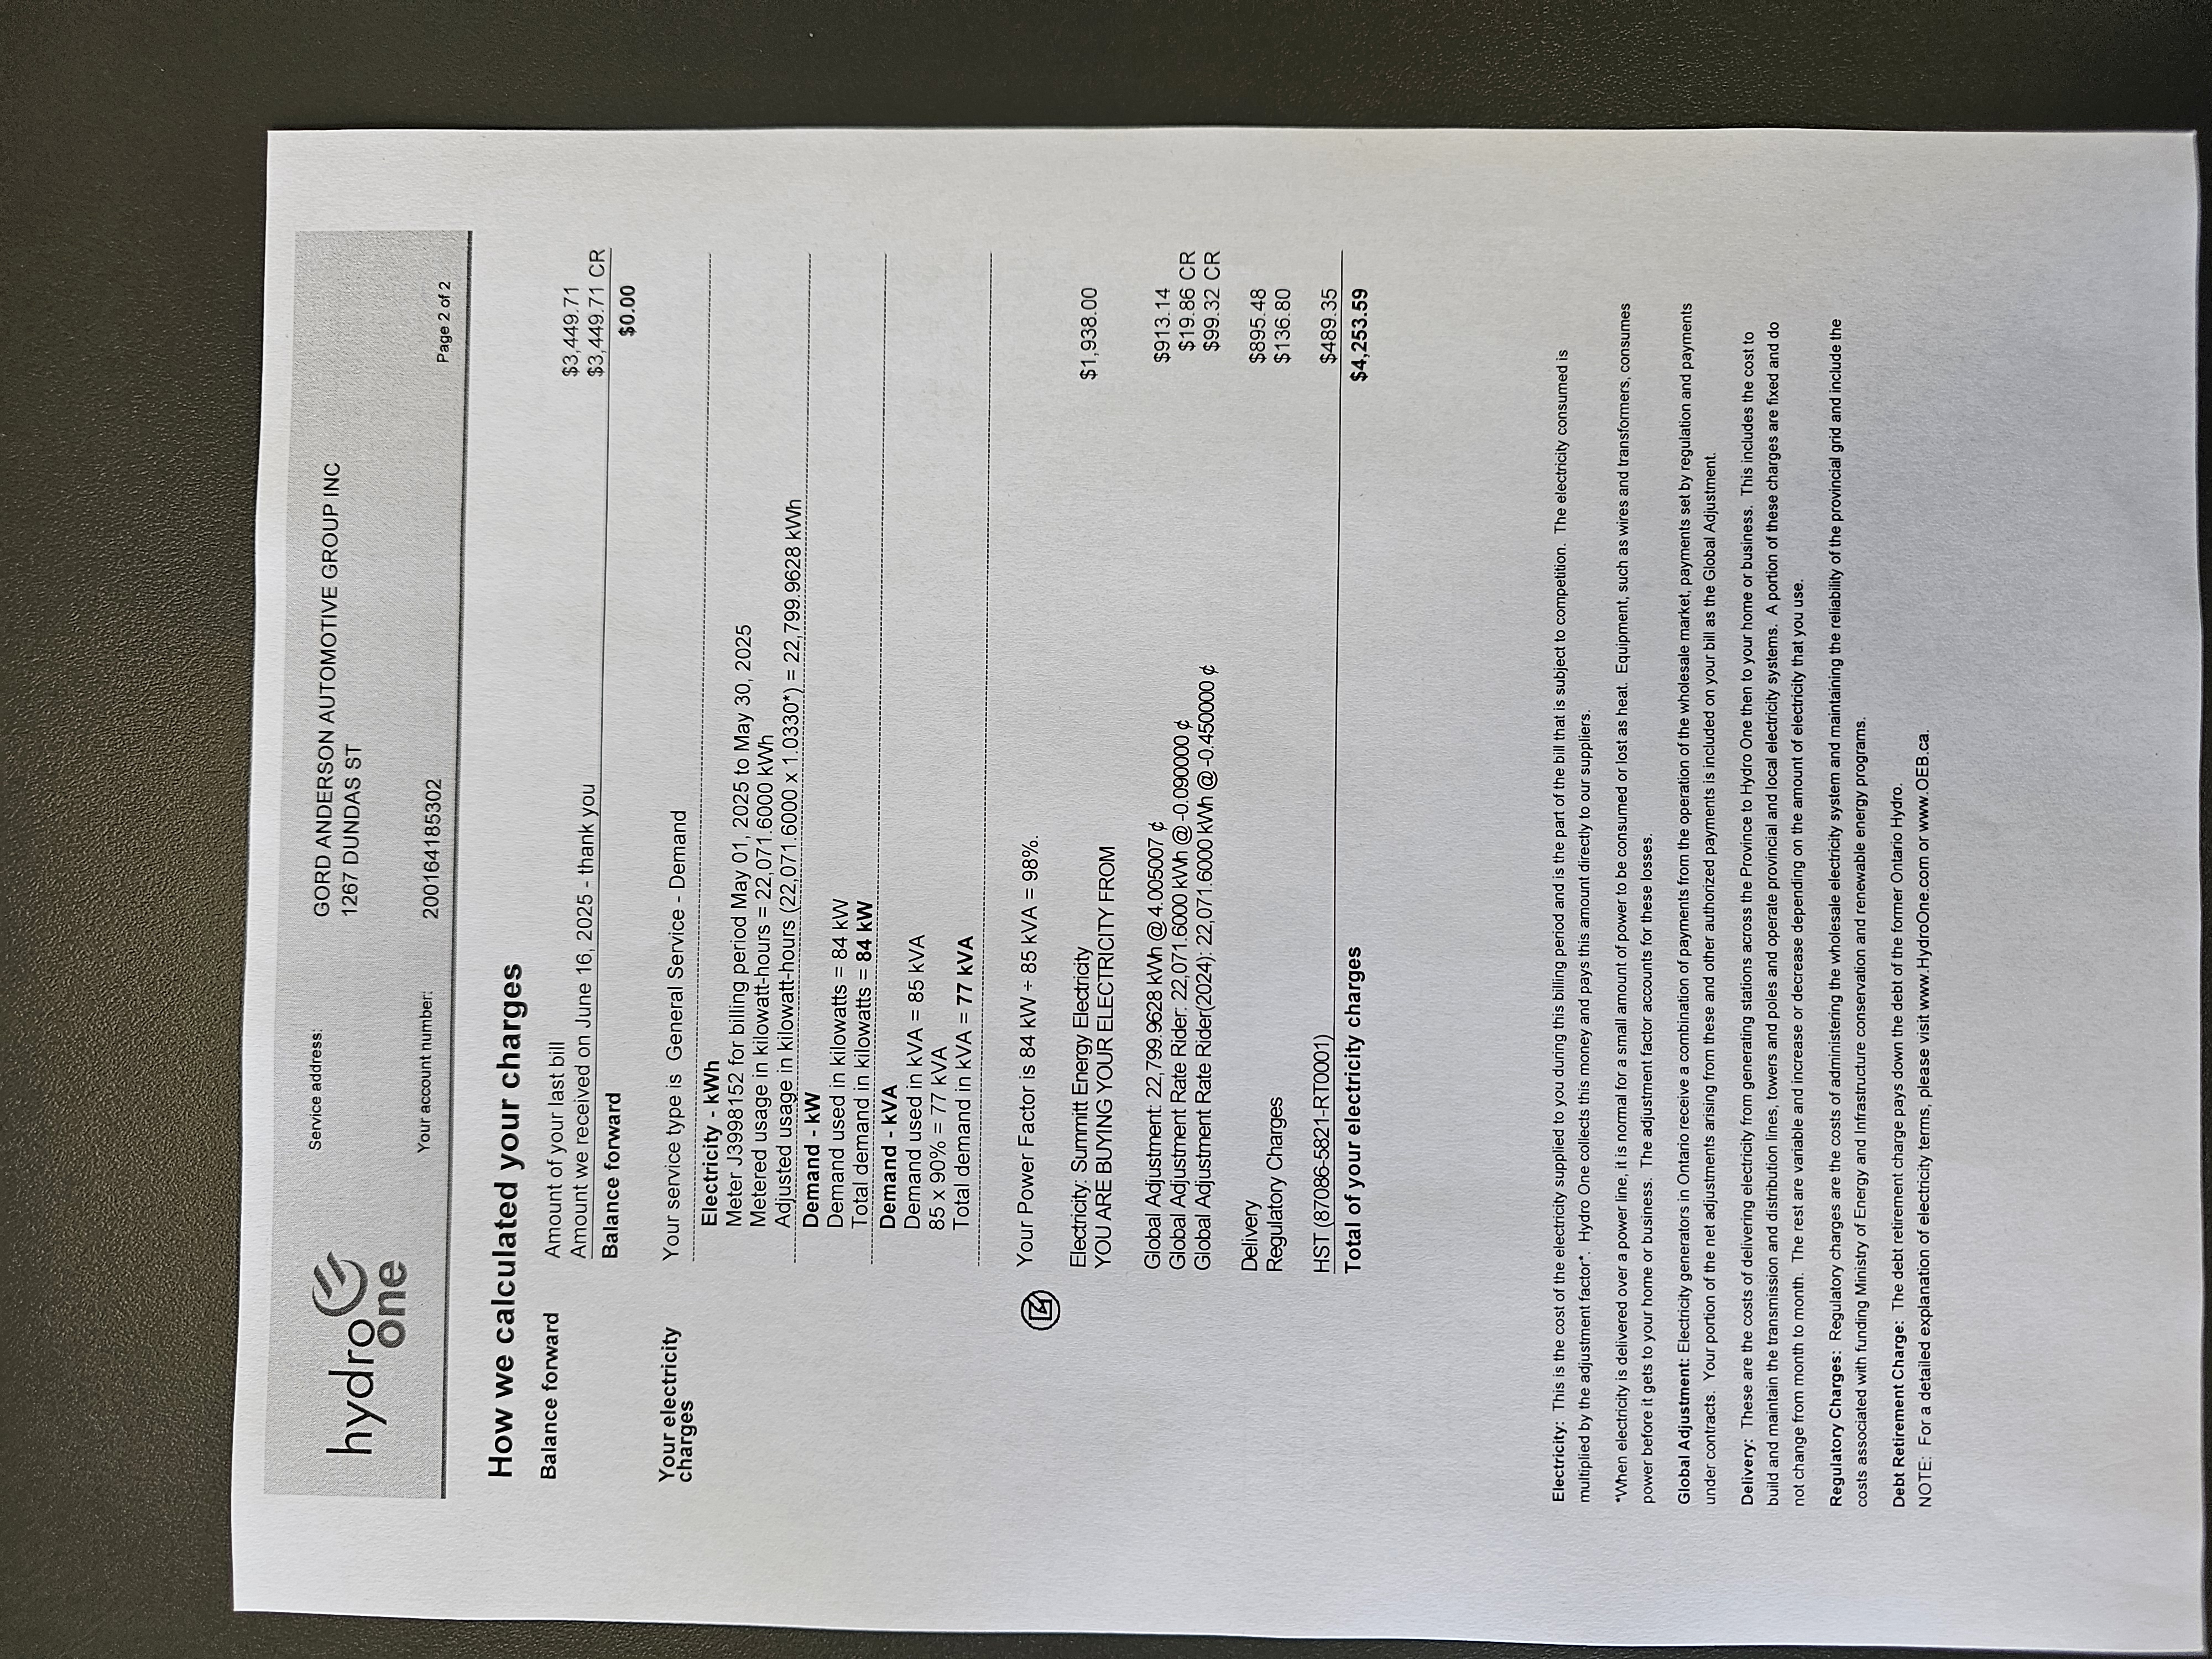 hydro
one
Service address:
GORD ANDERSON AUTOMOTIVE GROUP INC
1267 DUNDAS ST
Your account number:
200164185302
Page 2 of 2
How we calculated your charges
Balance forward
Amount of your last bill $3,449.71
Amount we received on June 16, 2025 - thank you $3,449.71 CR
Balance forward $0.00
Your electricity
charges
Your service type is General Service - Demand
Electricity - kWh
Meter J3998152 for billing period May 01, 2025 to May 30, 2025
Metered usage in kilowatt-hours = 22,071.6000 kWh
Adjusted usage in kilowatt-hours (22,071.6000 x 1.0330*) = 22,799.9628 kWh
Demand - kW
Demand used in kilowatts = 84 kW
Total demand in kilowatts = 84 kW
Demand - kVA
Demand used in kVA = 85 kVA
85 x 90% = 77 kVA
Total demand in kVA = 77 kVA
Your Power Factor is 84 kW ÷ 85 kVA = 98%.
Electricity: Summitt Energy Electricity $1,938.00
YOU ARE BUYING YOUR ELECTRICITY FROM
Global Adjustment: 22,799.9628 kWh @ 4.005007 ¢ $913.14
Global Adjustment Rate Rider: 22,071.6000 kWh @ -0.090000 ¢ $19.86 CR
Global Adjustment Rate Rider(2024): 22,071.6000 kWh @ -0.450000 ¢ $99.32 CR
Delivery $895.48
Regulatory Charges $136.80
HST (87086-5821-RT0001) $489.35
Total of your electricity charges $4,253.59
Electricity: This is the cost of the electricity supplied to you during this billing period and is the part of the bill that is subject to competition. The electricity consumed is
multiplied by the adjustment factor*. Hydro One collects this money and pays this amount directly to our suppliers.
*When electricity is delivered over a power line, it is normal for a small amount of power to be consumed or lost as heat. Equipment, such as wires and transformers, consumes
power before it gets to your home or business. The adjustment factor accounts for these losses.
Global Adjustment: Electricity generators in Ontario receive a combination of payments from the operation of the wholesale market, payments set by regulation and payments
under contracts. Your portion of the net adjustments arising from these and other authorized payments is included on your bill as the Global Adjustment.
Delivery: These are the costs of delivering electricity from generating stations across the Province to Hydro One then to your home or business. This includes the cost to
build and maintain the transmission and distribution lines, towers and poles and operate provincial and local electricity systems. A portion of these charges are fixed and do
not change from month to month. The rest are variable and increase or decrease depending on the amount of electricity that you use.
Regulatory Charges: Regulatory charges are the costs of administering the wholesale electricity system and maintaining the reliability of the provincial grid and include the
costs associated with funding Ministry of Energy and Infrastructure conservation and renewable energy programs.
Debt Retirement Charge: The debt retirement charge pays down the debt of the former Ontario Hydro.
NOTE: For a detailed explanation of electricity terms, please visit www.HydroOne.com or www.OEB.ca.